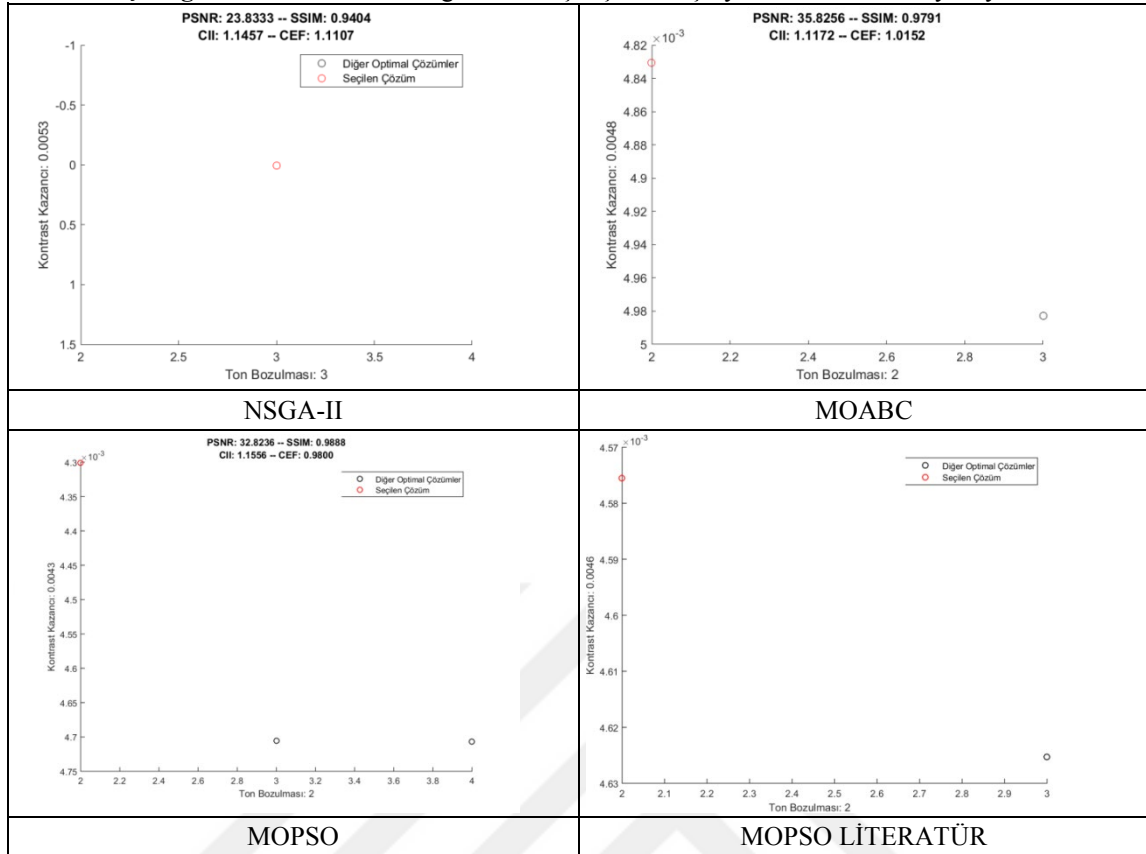 PSNR: 23.8333 -- SSIM: 0.9404
CII: 1.1457 -- CEF: 1.1107
Diğer Optimal Çözümler
Seçilen Çözüm
-1
-0.5
0
0.5
1
1.5
Kontrast Kazancı: 0.0053
2 2.5 3 3.5 4
Ton Bozulması: 3
NSGA-II
PSNR: 35.8256 -- SSIM: 0.9791
CII: 1.1172 -- CEF: 1.0152
×10⁻³
4.82
4.84
4.86
4.88
4.9
4.92
4.94
4.96
4.98
5
Kontrast Kazancı: 0.0048
2 2.2 2.4 2.6 2.8 3
Ton Bozulması: 2
MOABC
PSNR: 32.8236 -- SSIM: 0.9888
CII: 1.1556 -- CEF: 0.9800
×10⁻³
Diğer Optimal Çözümler
Seçilen Çözüm
4.3
4.35
4.4
4.45
4.5
4.55
4.6
4.65
4.7
4.75
Kontrast Kazancı: 0.0043
2 2.2 2.4 2.6 2.8 3 3.2 3.4 3.6 3.8 4
Ton Bozulması: 2
MOPSO
×10⁻³
Diğer Optimal Çözümler
Seçilen Çözüm
4.57
4.58
4.59
4.6
4.61
4.62
4.63
Kontrast Kazancı: 0.0046
2 2.1 2.2 2.3 2.4 2.5 2.6 2.7 2.8 2.9 3
Ton Bozulması: 2
MOPSO LİTERATÜR